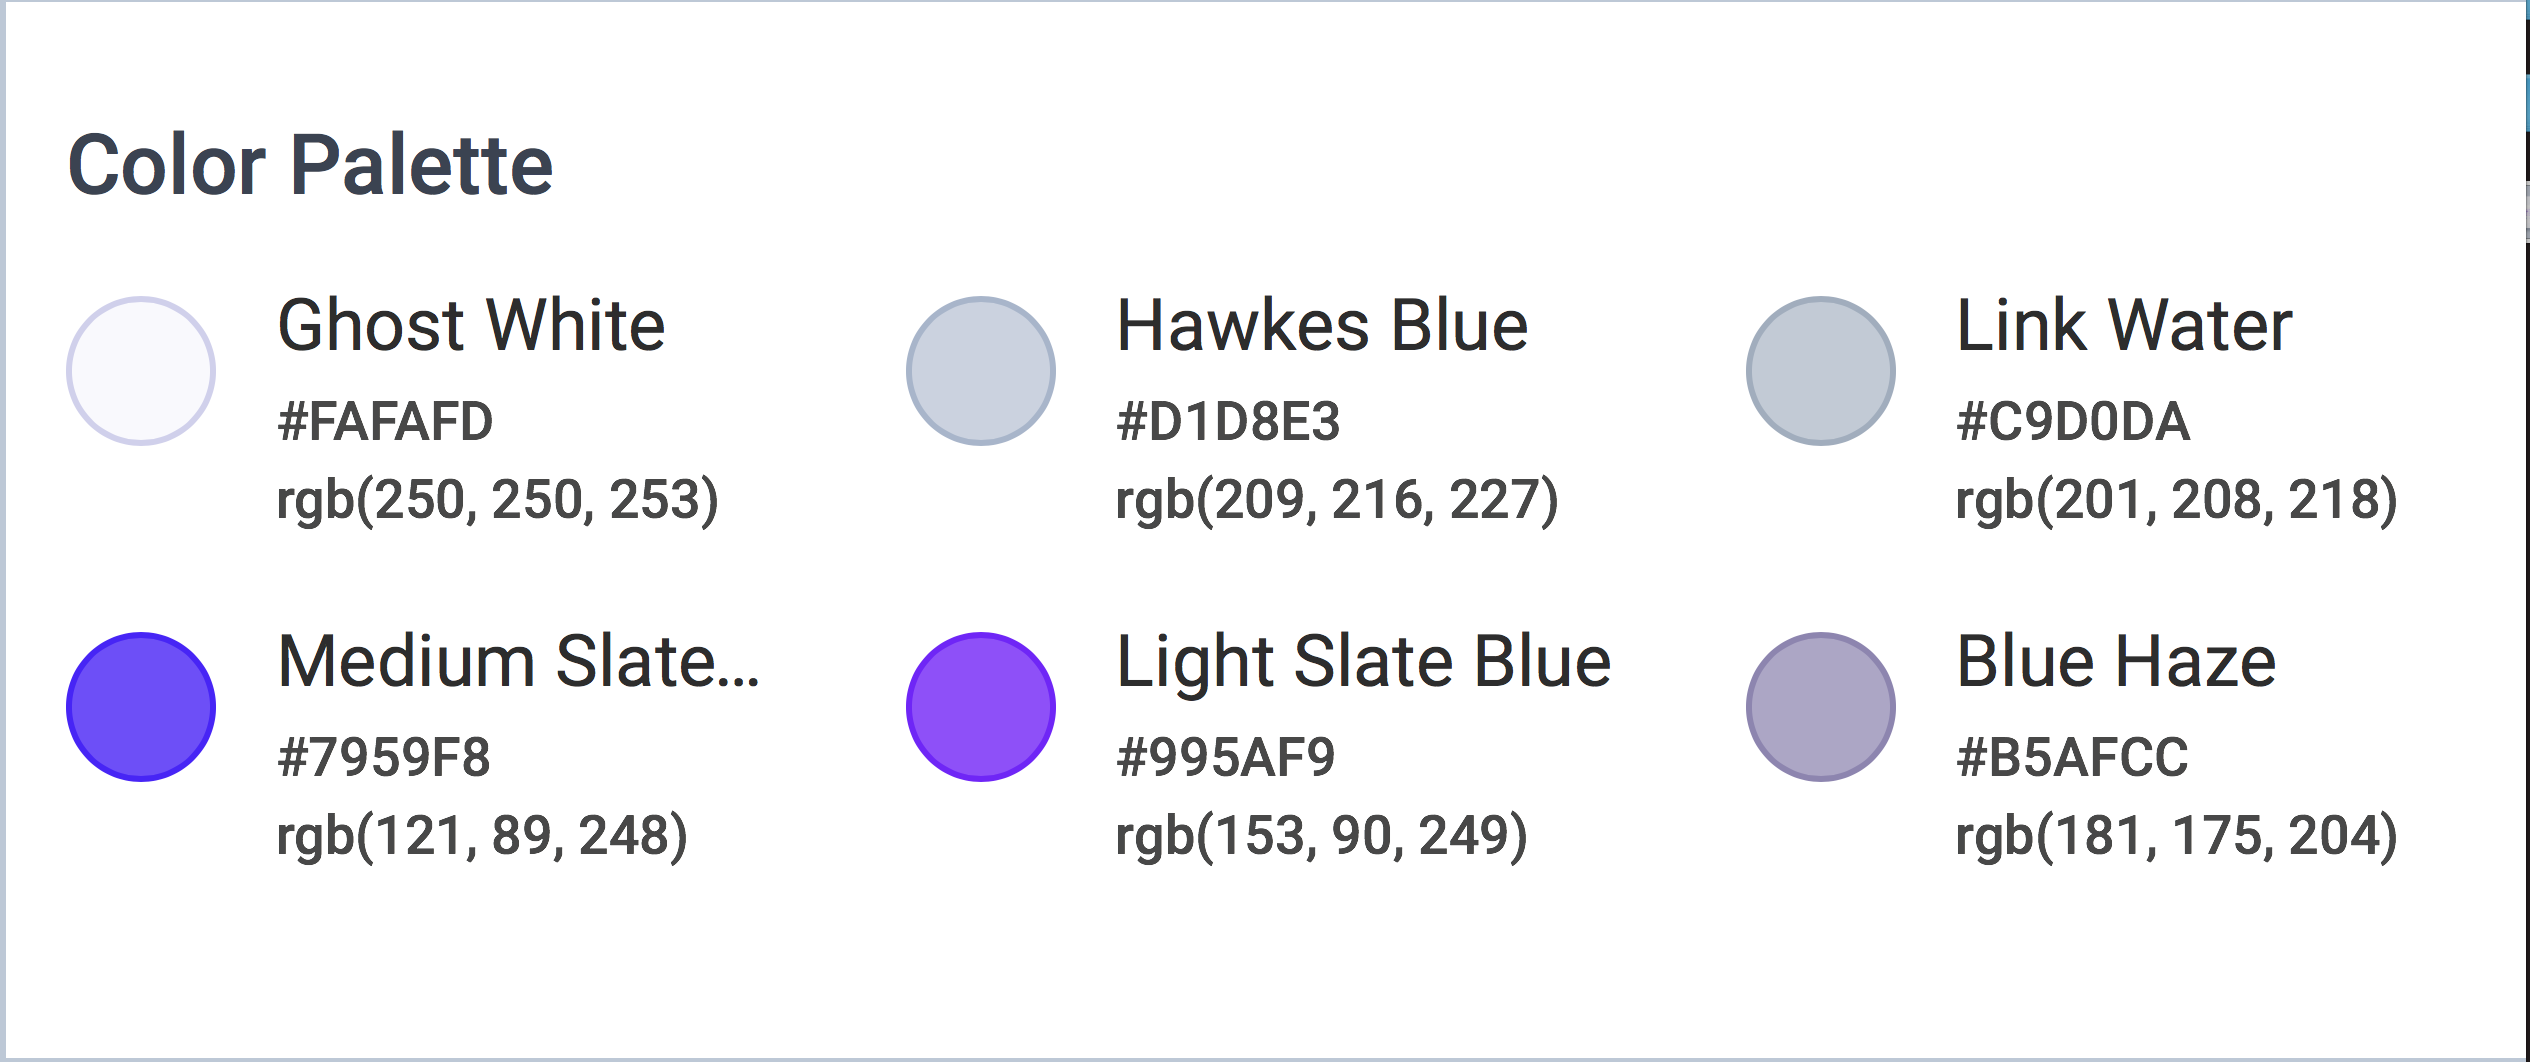 Color Palette
Ghost White
#FAFAFD
rgb(250, 250, 253)
Hawkes Blue
#D1D8E3
rgb(209, 216, 227)
Link Water
#C9D0DA
rgb(201, 208, 218)
Medium Slate...
#7959F8
rgb(121, 89, 248)
Light Slate Blue
#995AF9
rgb(153, 90, 249)
Blue Haze
#B5AFCC
rgb(181, 175, 204)